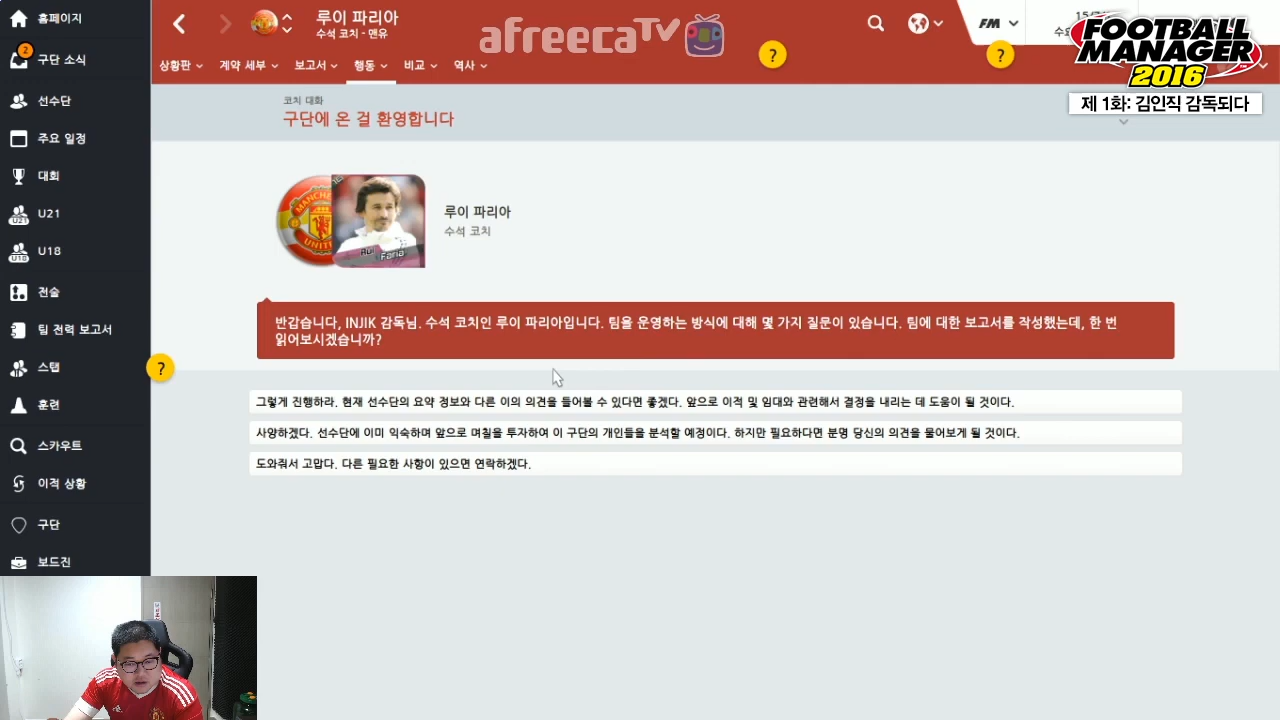 홈페이지
2
구단 소식
선수단
주요 일정
대회
U21
U21
U18
U18
전술
팀 전력 보고서
스탭
훈련
스카우트
이적 상황
구단
보드진
루이 파리아
수석 코치 - 맨유
상황판
계약 세부
보고서
행동
비교
역사
afreecaTV
?
FM
?
FOOTBALL
MANAGER
2016
제 1화: 김인직 감독되다
코치 대화
구단에 온 걸 환영합니다
MANCHESTER
UNITED
Rui
Faria
루이 파리아
수석 코치
반갑습니다, INJIK 감독님. 수석 코치인 루이 파리아입니다. 팀을 운영하는 방식에 대해 몇 가지 질문이 있습니다. 팀에 대한 보고서를 작성했는데, 한 번
읽어보시겠습니까?
?
그렇게 진행하라. 현재 선수단의 요약 정보와 다른 이의 의견을 들어볼 수 있다면 좋겠다. 앞으로 이적 및 임대와 관련해서 결정을 내리는 데 도움이 될 것이다.
사양하겠다. 선수단에 이미 익숙하며 앞으로 며칠을 투자하여 이 구단의 개인들을 분석할 예정이다. 하지만 필요하다면 분명 당신의 의견을 물어보게 될 것이다.
도와줘서 고맙다. 다른 필요한 사항이 있으면 연락하겠다.